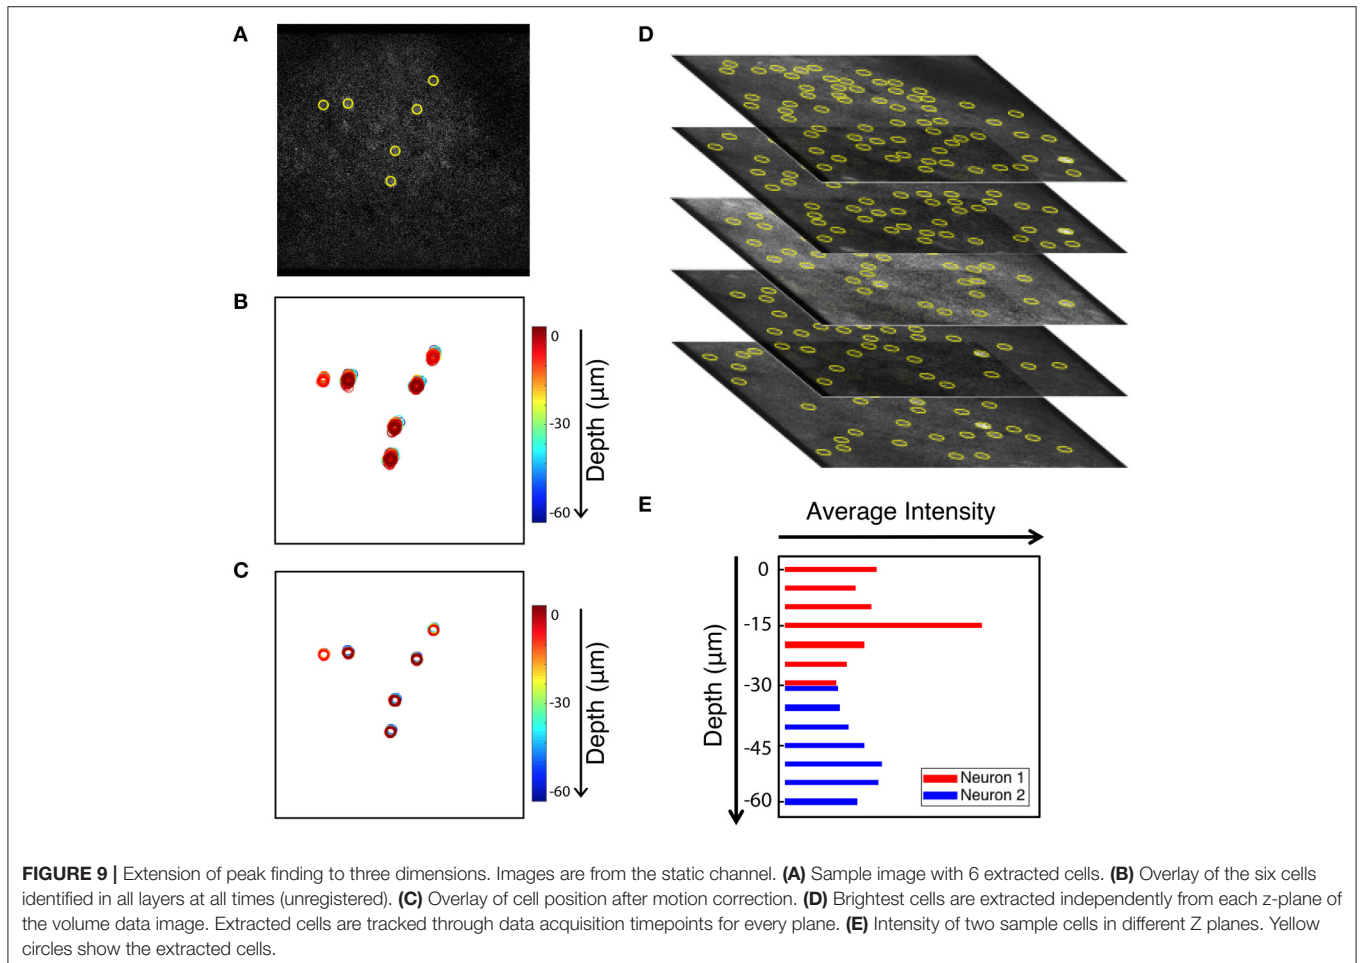 A
D
B
0
-30
-60
Depth (µm)
C
0
-30
-60
Depth (µm)
E
Average Intensity
0
-15
-30
-45
-60
Depth (µm)
Neuron 1
Neuron 2
FIGURE 9 | Extension of peak finding to three dimensions. Images are from the static channel. (A) Sample image with 6 extracted cells. (B) Overlay of the six cells
identified in all layers at all times (unregistered). (C) Overlay of cell position after motion correction. (D) Brightest cells are extracted independently from each z-plane of
the volume data image. Extracted cells are tracked through data acquisition timepoints for every plane. (E) Intensity of two sample cells in different Z planes. Yellow
circles show the extracted cells.